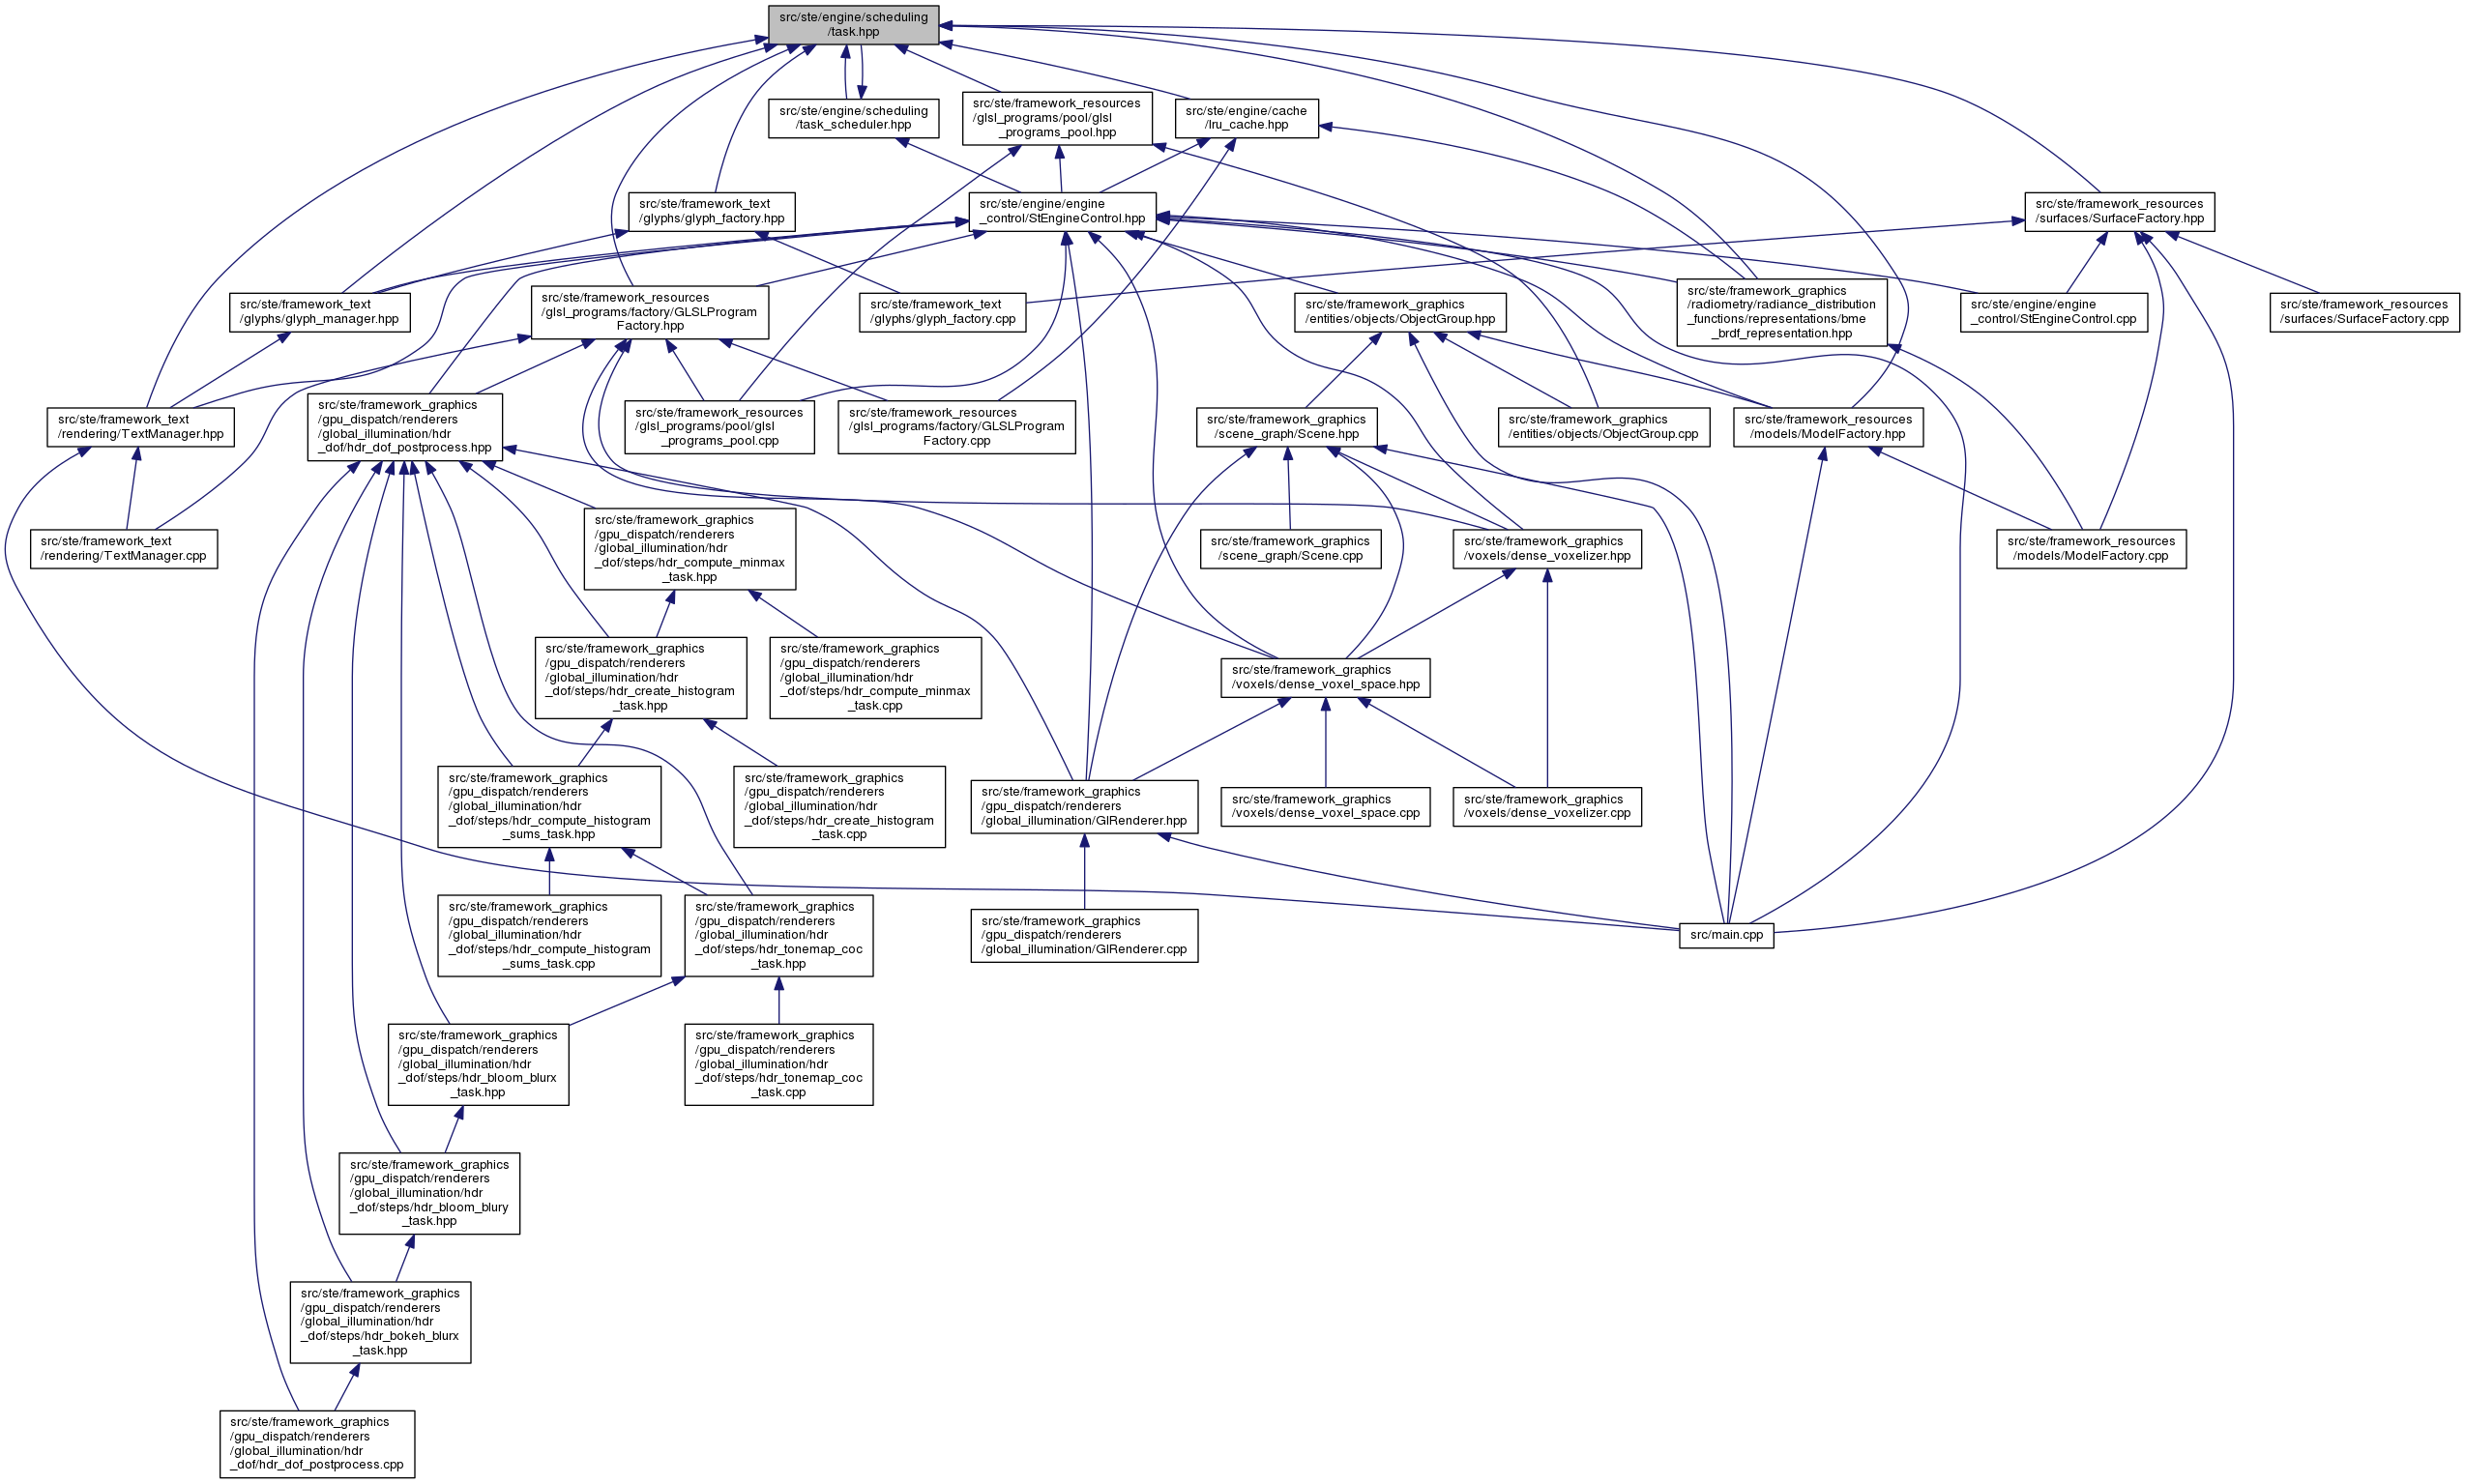 src/ste/engine/scheduling
/task.hpp
src/ste/engine/scheduling
/task_scheduler.hpp
src/ste/framework_resources
/glsl_programs/pool/glsl
_programs_pool.hpp
src/ste/engine/cache
/lru_cache.hpp
src/ste/framework_text
/glyphs/glyph_factory.hpp
src/ste/engine/engine
_control/StEngineControl.hpp
src/ste/framework_resources
/surfaces/SurfaceFactory.hpp
src/ste/framework_text
/glyphs/glyph_manager.hpp
src/ste/framework_resources
/glsl_programs/factory/GLSLProgram
Factory.hpp
src/ste/framework_text
/glyphs/glyph_factory.cpp
src/ste/framework_graphics
/entities/objects/ObjectGroup.hpp
src/ste/framework_graphics
/radiometry/radiance_distribution
_functions/representations/bme
_brdf_representation.hpp
src/ste/engine/engine
_control/StEngineControl.cpp
src/ste/framework_resources
/surfaces/SurfaceFactory.cpp
src/ste/framework_text
/rendering/TextManager.hpp
src/ste/framework_graphics
/gpu_dispatch/renderers
/global_illumination/hdr
_dof/hdr_dof_postprocess.hpp
src/ste/framework_resources
/glsl_programs/pool/glsl
_programs_pool.cpp
src/ste/framework_resources
/glsl_programs/factory/GLSLProgram
Factory.cpp
src/ste/framework_graphics
/scene_graph/Scene.hpp
src/ste/framework_graphics
/entities/objects/ObjectGroup.cpp
src/ste/framework_resources
/models/ModelFactory.hpp
src/ste/framework_text
/rendering/TextManager.cpp
src/ste/framework_graphics
/gpu_dispatch/renderers
/global_illumination/hdr
_dof/steps/hdr_compute_minmax
_task.hpp
src/ste/framework_graphics
/scene_graph/Scene.cpp
src/ste/framework_graphics
/voxels/dense_voxelizer.hpp
src/ste/framework_resources
/models/ModelFactory.cpp
src/ste/framework_graphics
/gpu_dispatch/renderers
/global_illumination/hdr
_dof/steps/hdr_create_histogram
_task.hpp
src/ste/framework_graphics
/gpu_dispatch/renderers
/global_illumination/hdr
_dof/steps/hdr_compute_minmax
_task.cpp
src/ste/framework_graphics
/voxels/dense_voxel_space.hpp
src/ste/framework_graphics
/gpu_dispatch/renderers
/global_illumination/hdr
_dof/steps/hdr_compute_histogram
_sums_task.hpp
src/ste/framework_graphics
/gpu_dispatch/renderers
/global_illumination/hdr
_dof/steps/hdr_create_histogram
_task.cpp
src/ste/framework_graphics
/gpu_dispatch/renderers
/global_illumination/GIRenderer.hpp
src/ste/framework_graphics
/voxels/dense_voxel_space.cpp
src/ste/framework_graphics
/voxels/dense_voxelizer.cpp
src/ste/framework_graphics
/gpu_dispatch/renderers
/global_illumination/hdr
_dof/steps/hdr_compute_histogram
_sums_task.cpp
src/ste/framework_graphics
/gpu_dispatch/renderers
/global_illumination/hdr
_dof/steps/hdr_tonemap_coc
_task.hpp
src/ste/framework_graphics
/gpu_dispatch/renderers
/global_illumination/GIRenderer.cpp
src/main.cpp
src/ste/framework_graphics
/gpu_dispatch/renderers
/global_illumination/hdr
_dof/steps/hdr_bloom_blurx
_task.hpp
src/ste/framework_graphics
/gpu_dispatch/renderers
/global_illumination/hdr
_dof/steps/hdr_tonemap_coc
_task.cpp
src/ste/framework_graphics
/gpu_dispatch/renderers
/global_illumination/hdr
_dof/steps/hdr_bloom_blury
_task.hpp
src/ste/framework_graphics
/gpu_dispatch/renderers
/global_illumination/hdr
_dof/steps/hdr_bokeh_blurx
_task.hpp
src/ste/framework_graphics
/gpu_dispatch/renderers
/global_illumination/hdr
_dof/hdr_dof_postprocess.cpp